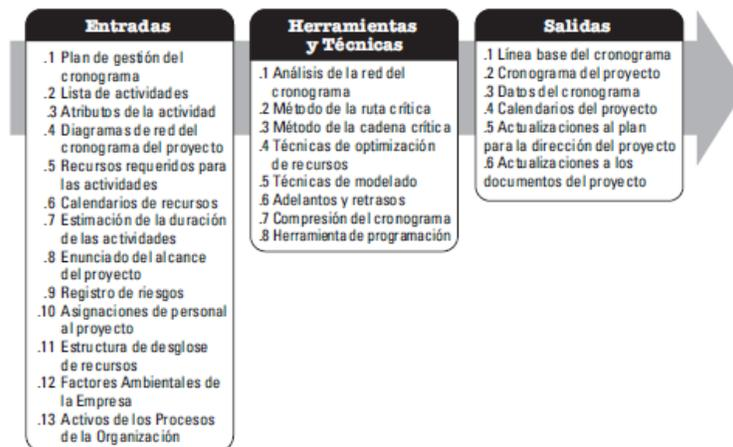 Entradas
.1 Plan de gestión del
cronograma
.2 Lista de actividades
.3 Atributos de la actividad
.4 Diagramas de red del
cronograma del proyecto
.5 Recursos requeridos para
las actividades
.6 Calendarios de recursos
.7 Estimación de la duración
de las actividades
.8 Enunciado del alcance
del proyecto
.9 Registro de riesgos
.10 Asignaciones de personal
al proyecto
.11 Estructura de desglose
de recursos
.12 Factores Ambientales de
la Empresa
.13 Activos de los Procesos
de la Organización
Herramientas
y Técnicas
.1 Análisis de la red del
cronograma
.2 Método de la ruta crítica
.3 Método de la cadena crítica
.4 Técnicas de optimización
de recursos
.5 Técnicas de modelado
.6 Adelantos y retrasos
.7 Compresión del cronograma
.8 Herramienta de programación
Salidas
.1 Línea base del cronograma
.2 Cronograma del proyecto
.3 Datos del cronograma
.4 Calendarios del proyecto
.5 Actualizaciones al plan
para la dirección del proyecto
.6 Actualizaciones a los
documentos del proyecto